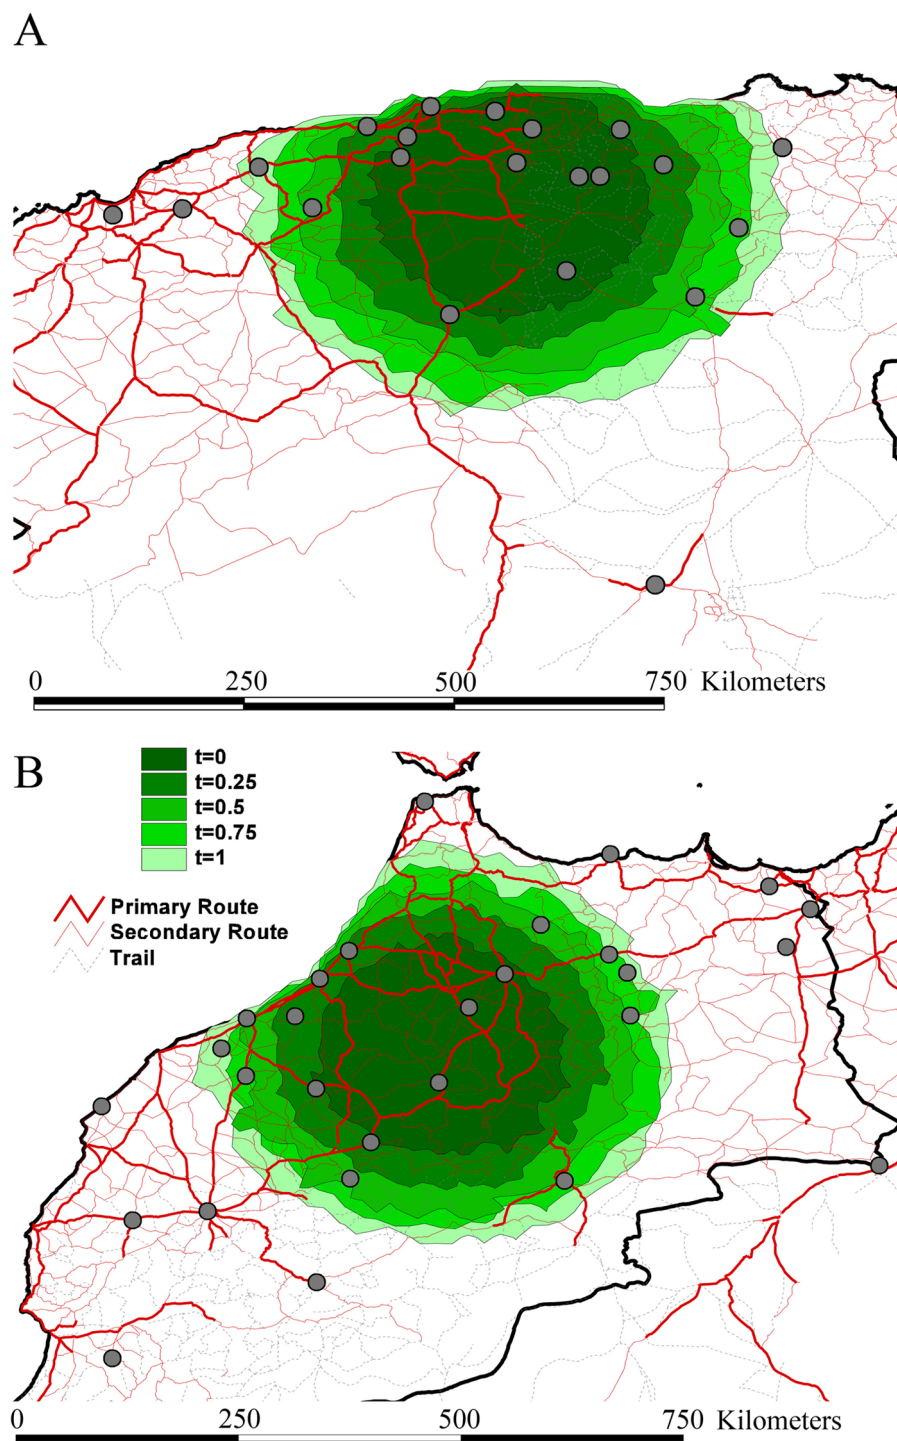 A
0 250 500 750 Kilometers
B
t=0
t=0.25
t=0.5
t=0.75
t=1
Primary Route
Secondary Route
Trail
0 250 500 750 Kilometers